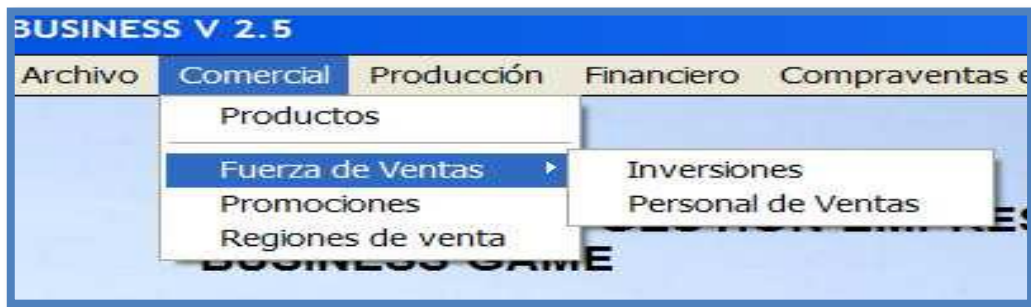 BUSINESS V 2.5
Archivo Comercial Producción Financiero Compraventas e
Productos
Fuerza de Ventas Inversiones
Promociones Personal de Ventas
Regiones de venta
BUSINESS GAME